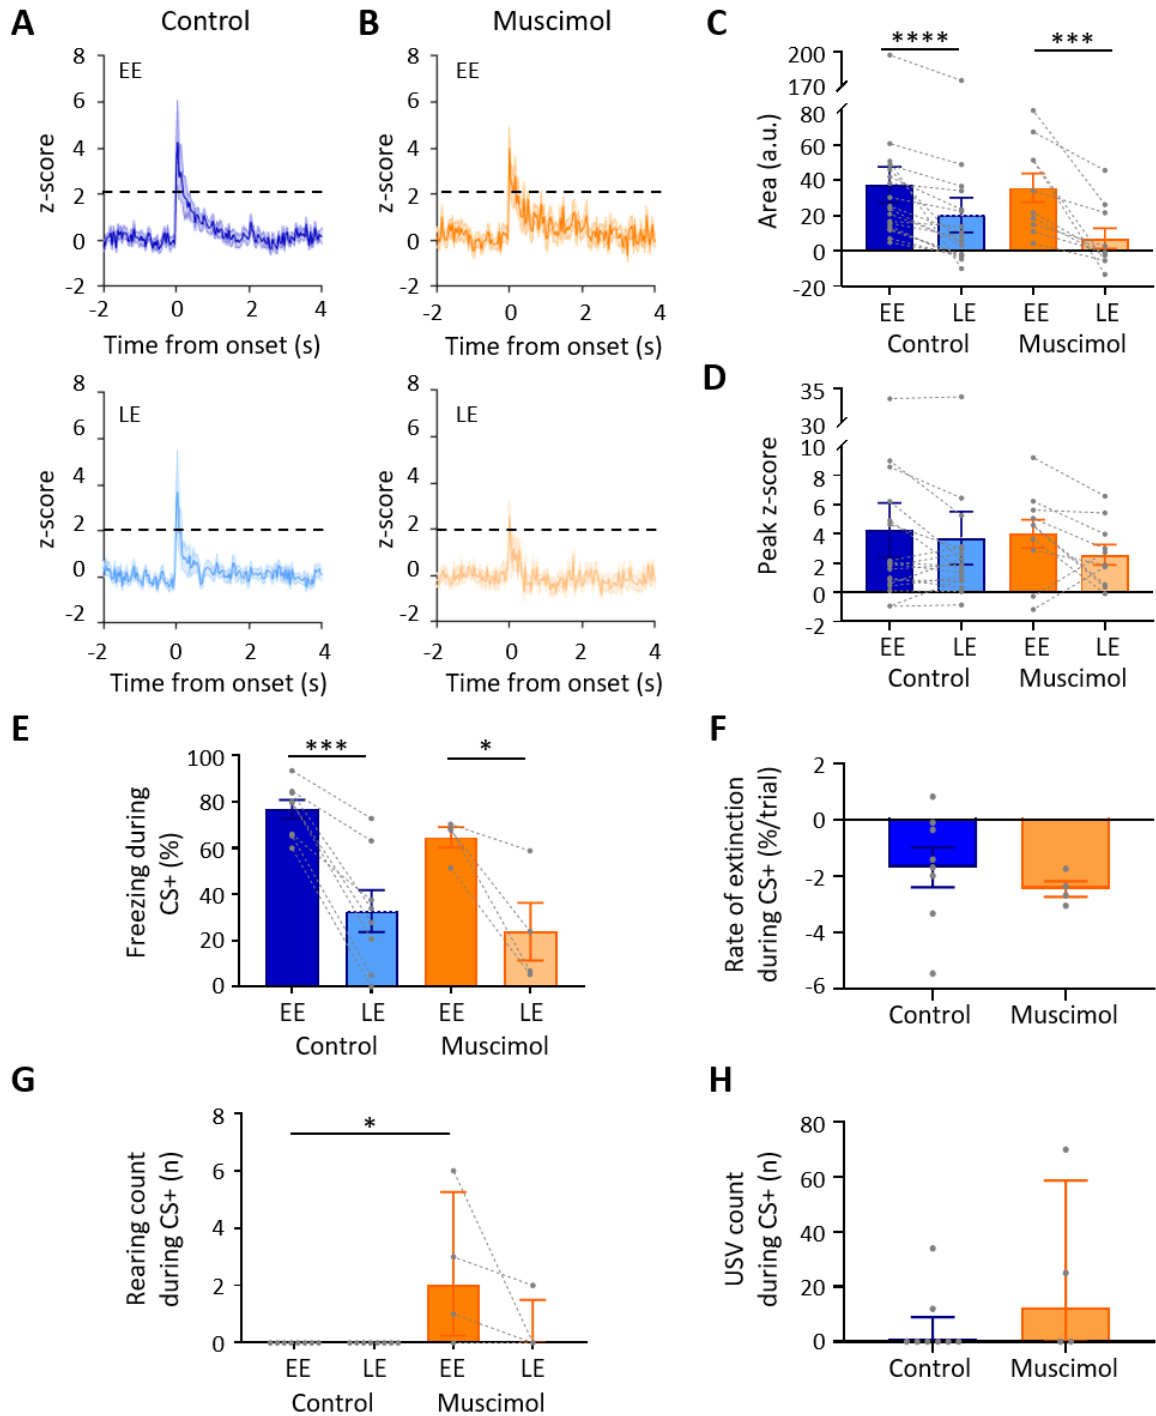 A
Control
B
Muscimol
C
8
6
4
2
0
-2
z-score
EE
-2
0
2
4
Time from onset (s)
8
6
4
2
0
-2
z-score
EE
-2
0
2
4
Time from onset (s)
200
170
80
60
40
20
0
-20
Area (a.u.)
****
***
EE
LE
EE
LE
Control
Muscimol
8
6
4
2
0
-2
z-score
LE
-2
0
2
4
Time from onset (s)
8
6
4
2
0
-2
z-score
LE
-2
0
2
4
Time from onset (s)
D
35
30
10
8
6
4
2
0
-2
Peak z-score
EE
LE
EE
LE
Control
Muscimol
E
100
80
60
40
20
0
Freezing during
CS+ (%)
***
*
EE
LE
EE
LE
Control
Muscimol
F
2
0
-2
-4
-6
Rate of extinction
during CS+ (%/trial)
Control
Muscimol
G
8
6
4
2
0
Rearing count
during CS+ (n)
*
EE
LE
EE
LE
Control
Muscimol
H
80
60
40
20
0
USV count
during CS+ (n)
Control
Muscimol